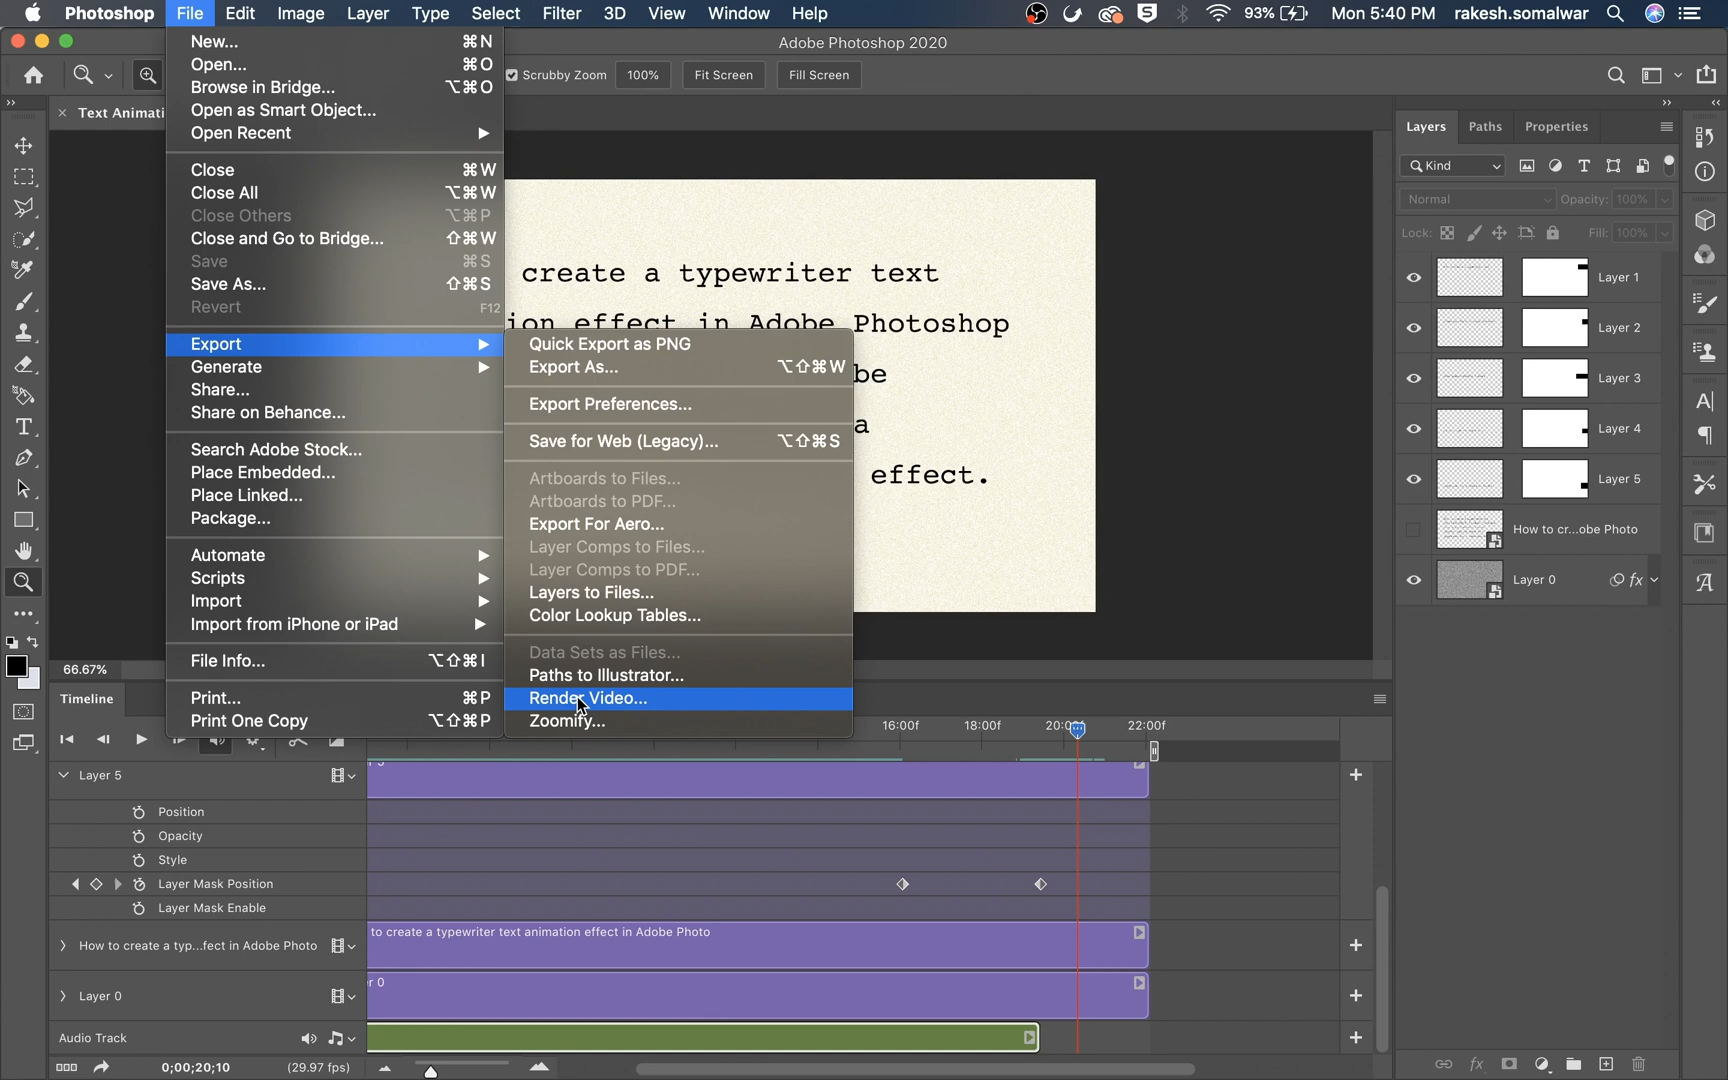 Photoshop File Edit Image Layer Type Select Filter 3D View Window Help 5 93% Mon 5:40 PM rakesh.somalwar
Adobe Photoshop 2020
Scrubby Zoom 100% Fit Screen Fill Screen
× Text Animati
New... ⌘N
Open... ⌘O
Browse in Bridge... ⌥⌘O
Open as Smart Object...
Open Recent ▶
Close ⌘W
Close All ⌥⌘W
Close Others ⌥⌘P
Close and Go to Bridge... ⇧⌘W
Save ⌘S
Save As... ⇧⌘S
Revert F12
Export ▶
Generate ▶
Share...
Share on Behance...
Search Adobe Stock...
Place Embedded...
Place Linked...
Package...
Automate ▶
Scripts ▶
Import ▶
Import from iPhone or iPad ▶
File Info... ⌥⇧⌘I
Print... ⌘P
Print One Copy ⌥⇧⌘P
Quick Export as PNG
Export As... ⌥⇧⌘W
Export Preferences...
Save for Web (Legacy)... ⌥⇧⌘S
Artboards to Files...
Artboards to PDF...
Export For Aero...
Layer Comps to Files...
Layer Comps to PDF...
Layers to Files...
Color Lookup Tables...
Data Sets as Files...
Paths to Illustrator...
Render Video...
Zoomify...
create a typewriter text
ion effect in Adobe Photoshop
be
a
effect.
Layers Paths Properties
Kind
Normal Opacity: 100%
Lock: Fill: 100%
Layer 1
Layer 2
Layer 3
Layer 4
Layer 5
How to cr...obe Photo
Layer 0 fx
66.67%
Timeline
16:00f 18:00f 20:00f 22:00f
Layer 5
Position
Opacity
Style
Layer Mask Position
Layer Mask Enable
How to create a typ...fect in Adobe Photo
to create a typewriter text animation effect in Adobe Photo
Layer 0
r 0
Audio Track
0;00;20;10 (29.97 fps)
fx